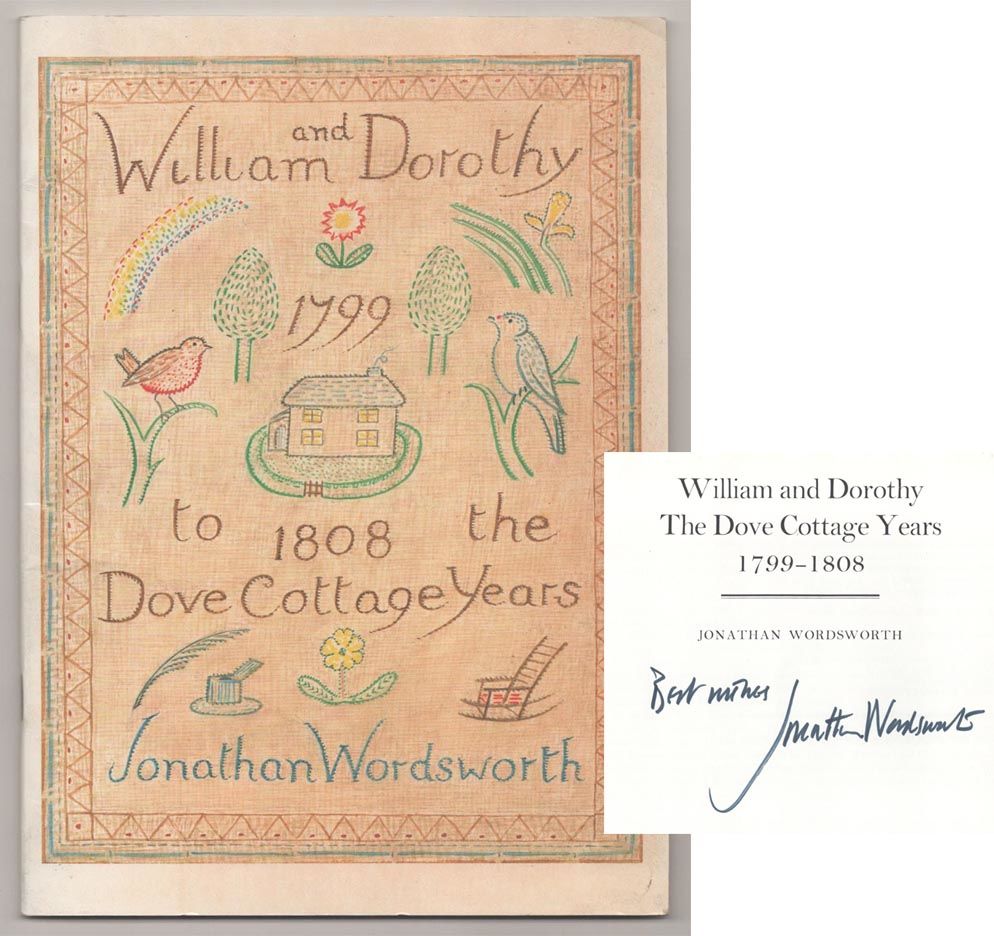 William and Dorothy
1799
to 1808 the
Dove Cottage Years
Jonathan Wordsworth
William and Dorothy
The Dove Cottage Years
1799–1808
JONATHAN WORDSWORTH
Best wishes
Jonathan Wordsworth